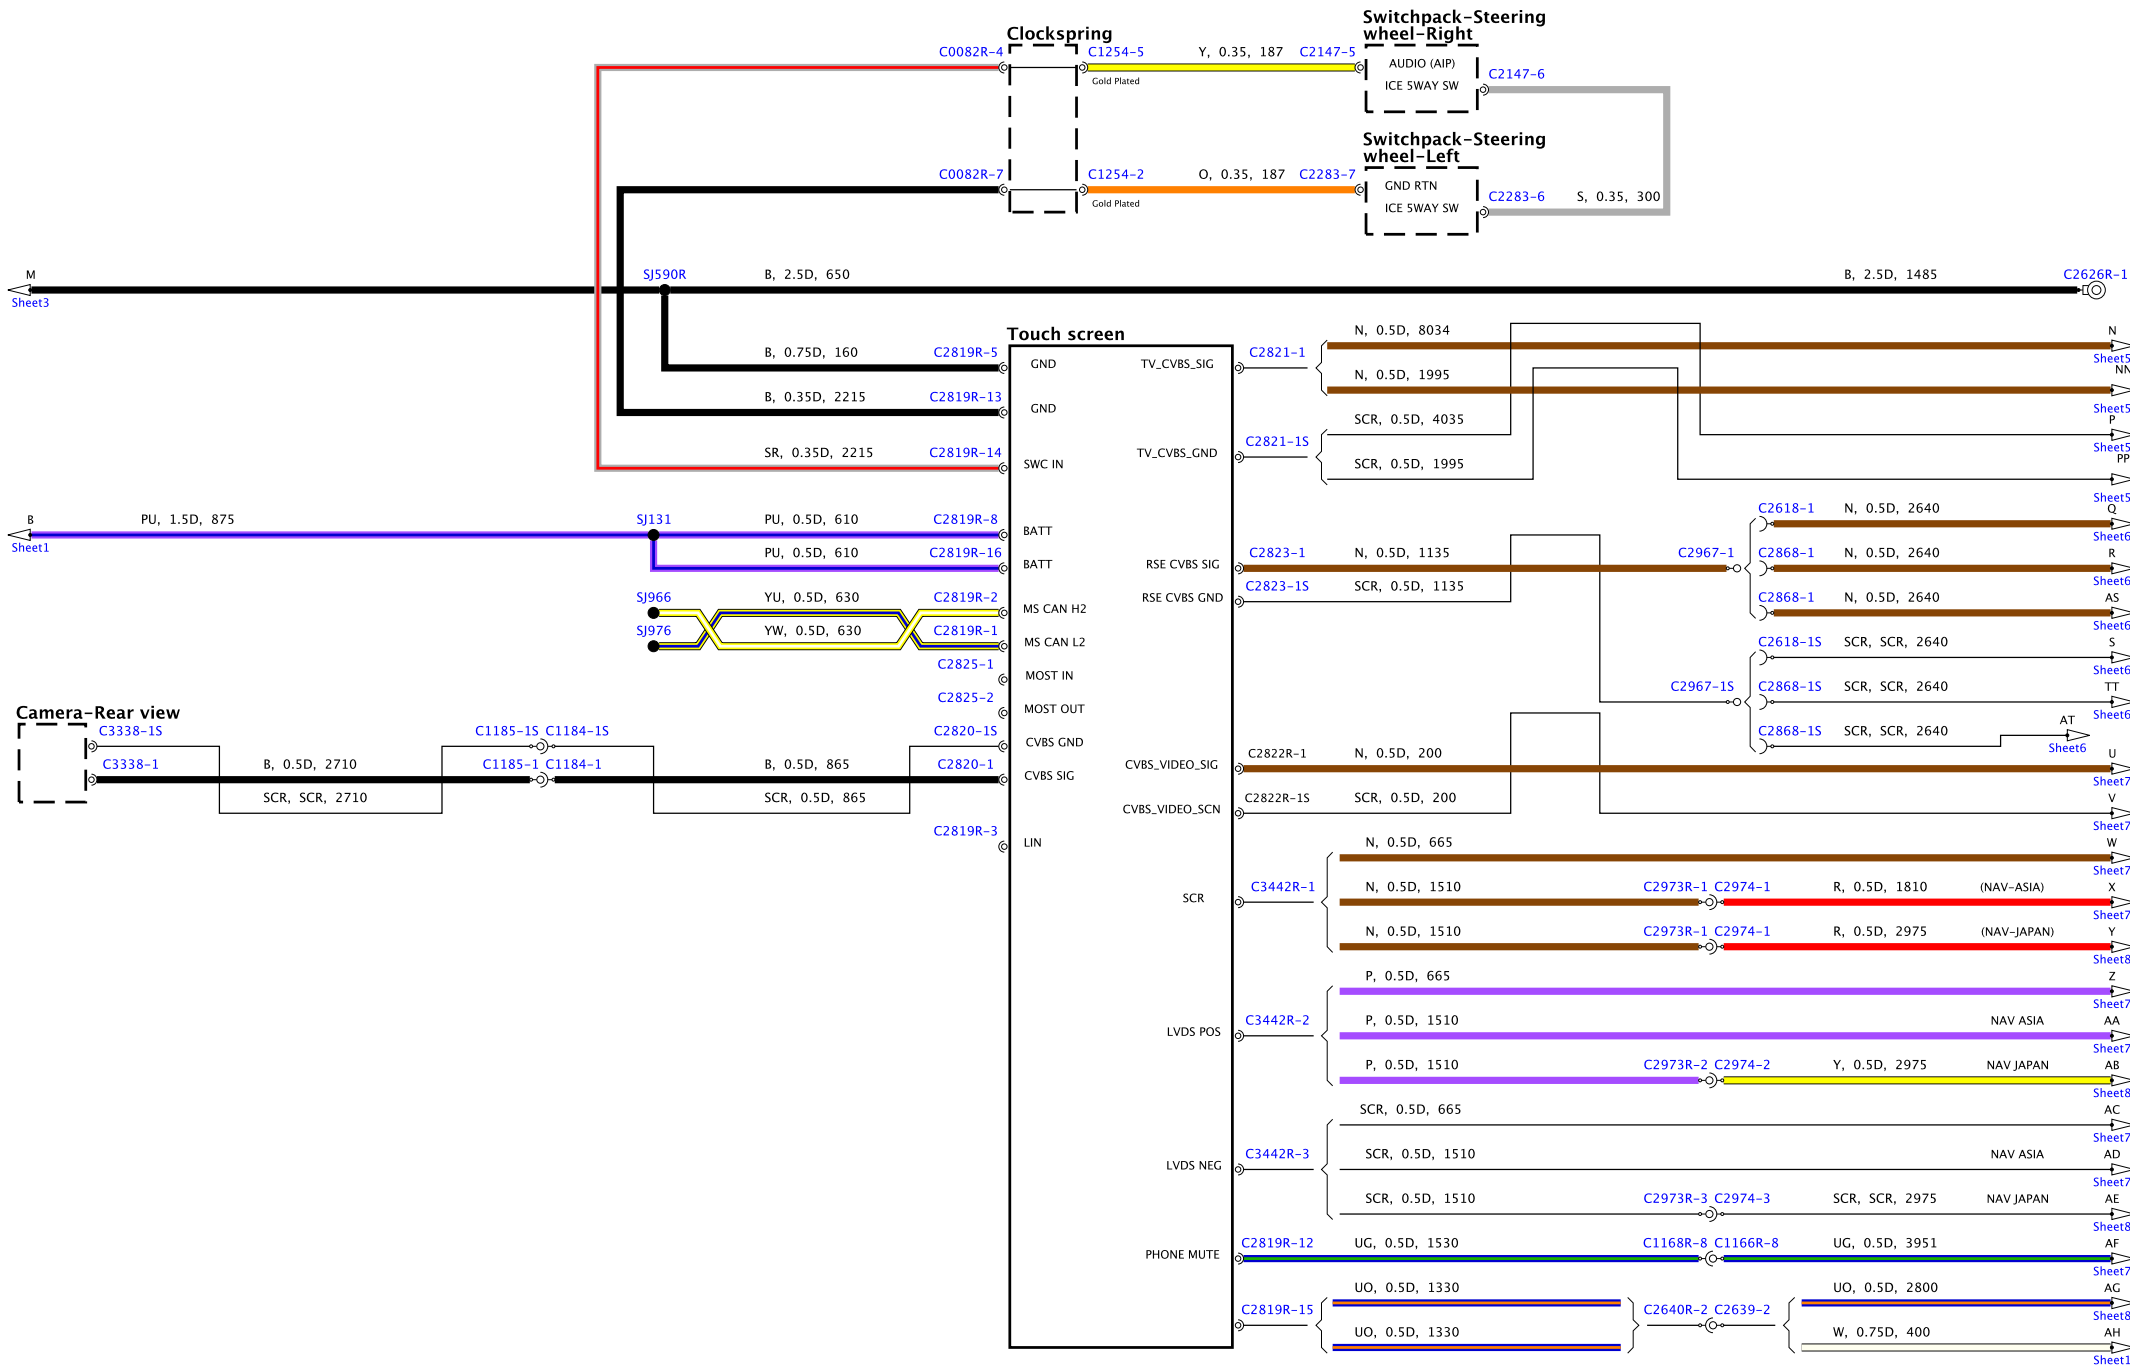 Switchpack-Steering
wheel-Right
Clockspring
C0082R-4
C1254-5
Y, 0.35, 187
C2147-5
AUDIO (AIP)
ICE 5WAY SW
C2147-6
Gold Plated
Switchpack-Steering
wheel-Left
C0082R-7
C1254-2
O, 0.35, 187
C2283-7
GND RTN
ICE 5WAY SW
C2283-6
S, 0.35, 300
Gold Plated
M
Sheet3
SJ590R
B, 2.5D, 650
B, 2.5D, 1485
C2626R-1
Touch screen
B, 0.75D, 160
C2819R-5
GND
B, 0.35D, 2215
C2819R-13
GND
SR, 0.35D, 2215
C2819R-14
SWC IN
B
Sheet1
PU, 1.5D, 875
SJ131
PU, 0.5D, 610
C2819R-8
BATT
PU, 0.5D, 610
C2819R-16
BATT
SJ966
YU, 0.5D, 630
C2819R-2
MS CAN H2
SJ976
YW, 0.5D, 630
C2819R-1
MS CAN L2
C2825-1
MOST IN
C2825-2
MOST OUT
Camera-Rear view
C3338-1S
C1185-1S
C1184-1S
C2820-1S
CVBS GND
C3338-1
B, 0.5D, 2710
C1185-1
C1184-1
B, 0.5D, 865
C2820-1
CVBS SIG
SCR, SCR, 2710
SCR, 0.5D, 865
C2819R-3
LIN
TV_CVBS_SIG
C2821-1
N, 0.5D, 8034
N
Sheet5
N, 0.5D, 1995
NN
Sheet5
TV_CVBS_GND
C2821-1S
SCR, 0.5D, 4035
P
Sheet5
SCR, 0.5D, 1995
PP
Sheet5
RSE CVBS SIG
C2823-1
N, 0.5D, 1135
C2967-1
C2618-1
N, 0.5D, 2640
Q
Sheet6
C2868-1
N, 0.5D, 2640
R
Sheet6
C2868-1
N, 0.5D, 2640
AS
Sheet6
RSE CVBS GND
C2823-1S
SCR, 0.5D, 1135
C2967-1S
C2618-1S
SCR, SCR, 2640
S
Sheet6
C2868-1S
SCR, SCR, 2640
TT
Sheet6
C2868-1S
SCR, SCR, 2640
AT
Sheet6
CVBS_VIDEO_SIG
C2822R-1
N, 0.5D, 200
U
Sheet7
CVBS_VIDEO_SCN
C2822R-1S
SCR, 0.5D, 200
V
Sheet7
SCR
C3442R-1
N, 0.5D, 665
W
Sheet7
N, 0.5D, 1510
C2973R-1
C2974-1
R, 0.5D, 1810
(NAV-ASIA)
X
Sheet7
N, 0.5D, 1510
C2973R-1
C2974-1
R, 0.5D, 2975
(NAV-JAPAN)
Y
Sheet8
LVDS POS
C3442R-2
P, 0.5D, 665
Z
Sheet7
P, 0.5D, 1510
NAV ASIA
AA
Sheet7
P, 0.5D, 1510
C2973R-2
C2974-2
Y, 0.5D, 2975
NAV JAPAN
AB
Sheet8
LVDS NEG
C3442R-3
SCR, 0.5D, 665
AC
Sheet7
SCR, 0.5D, 1510
NAV ASIA
AD
Sheet7
SCR, 0.5D, 1510
C2973R-3
C2974-3
SCR, SCR, 2975
NAV JAPAN
AE
Sheet8
PHONE MUTE
C2819R-12
UG, 0.5D, 1530
C1168R-8
C1166R-8
UG, 0.5D, 3951
AF
Sheet7
C2819R-15
UO, 0.5D, 1330
UO, 0.5D, 1330
C2640R-2
C2639-2
UO, 0.5D, 2800
AG
Sheet8
W, 0.75D, 400
AH
Sheet1